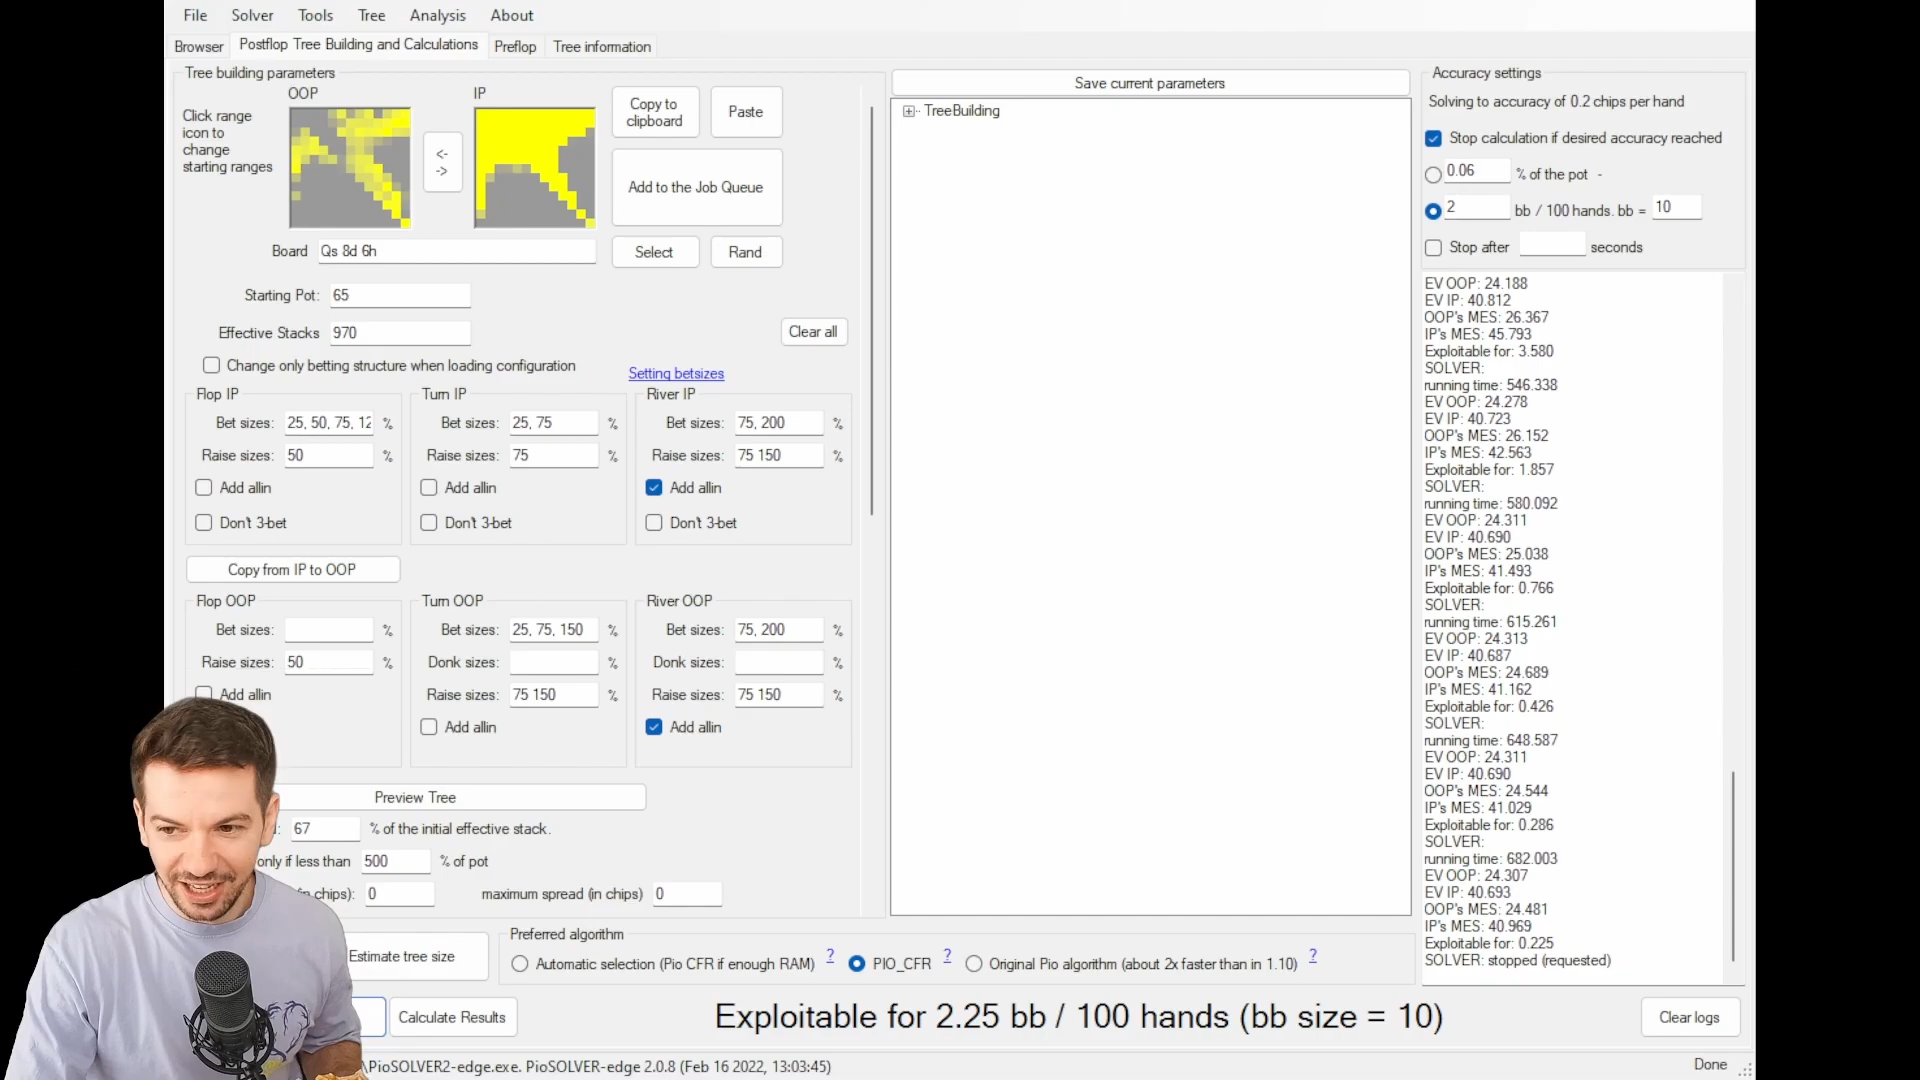 File Solver Tools Tree Analysis About
Browser Postflop Tree Building and Calculations Preflop Tree information
Tree building parameters
OOP IP
Click range
icon to
change
starting ranges
<-
->
Copy to
clipboard
Paste
Add to the Job Queue
Board Qs 8d 6h Select Rand
Starting Pot: 65
Effective Stacks 970 Clear all
Change only betting structure when loading configuration
Setting betsizes
Flop IP
Bet sizes: 25, 50, 75, 12 %
Raise sizes: 50 %
Add allin
Don't 3-bet
Turn IP
Bet sizes: 25, 75 %
Raise sizes: 75 %
Add allin
Don't 3-bet
River IP
Bet sizes: 75, 200 %
Raise sizes: 75 150 %
Add allin
Don't 3-bet
Copy from IP to OOP
Flop OOP
Bet sizes: %
Raise sizes: 50 %
Add allin
Turn OOP
Bet sizes: 25, 75, 150 %
Donk sizes: %
Raise sizes: 75 150 %
Add allin
River OOP
Bet sizes: 75, 200 %
Donk sizes: %
Raise sizes: 75 150 %
Add allin
Preview Tree
: 67 % of the initial effective stack.
only if less than 500 % of pot
chips): 0 maximum spread (in chips) 0
Estimate tree size
Preferred algorithm
Automatic selection (Pio CFR if enough RAM) ? PIO_CFR ? Original Pio algorithm (about 2x faster than in 1.10) ?
Calculate Results
Exploitable for 2.25 bb / 100 hands (bb size = 10)
Clear logs
\PioSOLVER2-edge.exe. PioSOLVER-edge 2.0.8 (Feb 16 2022, 13:03:45)
Done
Save current parameters
TreeBuilding
Accuracy settings
Solving to accuracy of 0.2 chips per hand
Stop calculation if desired accuracy reached
0.06 % of the pot -
2 bb / 100 hands. bb = 10
Stop after seconds
EV OOP: 24.188
EV IP: 40.812
OOP's MES: 26.367
IP's MES: 45.793
Exploitable for: 3.580
SOLVER:
running time: 546.338
EV OOP: 24.278
EV IP: 40.723
OOP's MES: 26.152
IP's MES: 42.563
Exploitable for: 1.857
SOLVER:
running time: 580.092
EV OOP: 24.311
EV IP: 40.690
OOP's MES: 25.038
IP's MES: 41.493
Exploitable for: 0.766
SOLVER:
running time: 615.261
EV OOP: 24.313
EV IP: 40.687
OOP's MES: 24.689
IP's MES: 41.162
Exploitable for: 0.426
SOLVER:
running time: 648.587
EV OOP: 24.311
EV IP: 40.690
OOP's MES: 24.544
IP's MES: 41.029
Exploitable for: 0.286
SOLVER:
running time: 682.003
EV OOP: 24.307
EV IP: 40.693
OOP's MES: 24.481
IP's MES: 40.969
Exploitable for: 0.225
SOLVER: stopped (requested)